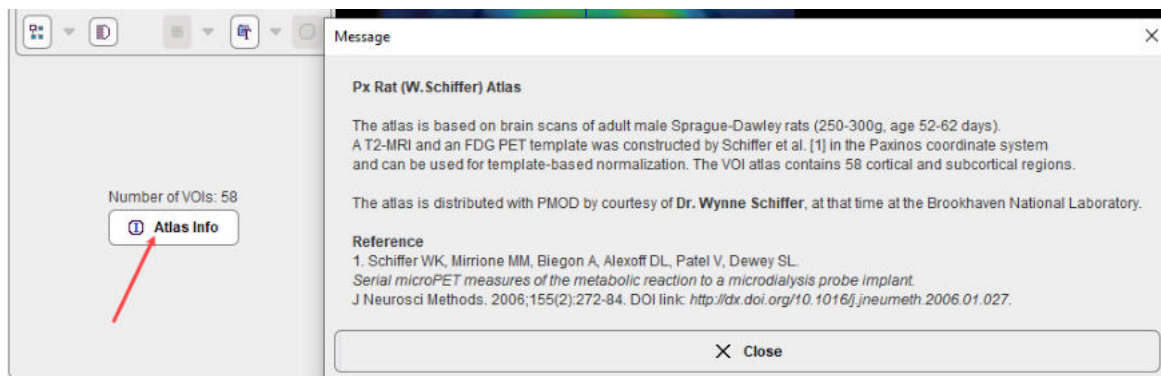 Message
Px Rat (W.Schiffer) Atlas
The atlas is based on brain scans of adult male Sprague-Dawley rats (250-300g, age 52-62 days).
A T2-MRI and an FDG PET template was constructed by Schiffer et al. [1] in the Paxinos coordinate system
and can be used for template-based normalization. The VOI atlas contains 58 cortical and subcortical regions.
Number of VOIs: 58
Atlas Info
The atlas is distributed with PMOD by courtesy of Dr. Wynne Schiffer, at that time at the Brookhaven National Laboratory.
Reference
1. Schiffer WK, Mirrione MM, Biegon A, Alexoff DL, Patel V, Dewey SL.
Serial microPET measures of the metabolic reaction to a microdialysis probe implant.
J Neurosci Methods. 2006;155(2):272-84. DOI link: http://dx.doi.org/10.1016/j.jneumeth.2006.01.027.
Close